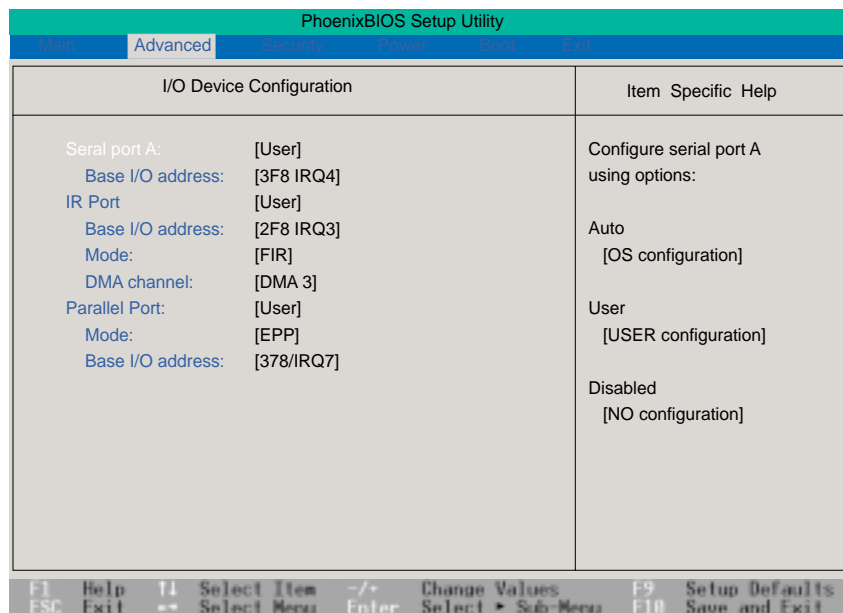 PhoenixBIOS Setup Utility
Main Advanced Security Power Boot Exit
I/O Device Configuration
Item Specific Help
Seral port A: [User]
Base I/O address: [3F8 IRQ4]
IR Port [User]
Base I/O address: [2F8 IRQ3]
Mode: [FIR]
DMA channel: [DMA 3]
Parallel Port: [User]
Mode: [EPP]
Base I/O address: [378/IRQ7]
Configure serial port A
using options:
Auto
[OS configuration]
User
[USER configuration]
Disabled
[NO configuration]
F1 Help ↑↓ Select Item -/+ Change Values F9 Setup Defaults
ESC Exit ←→ Select Menu Enter Select ► Sub-Menu F10 Save and Exit